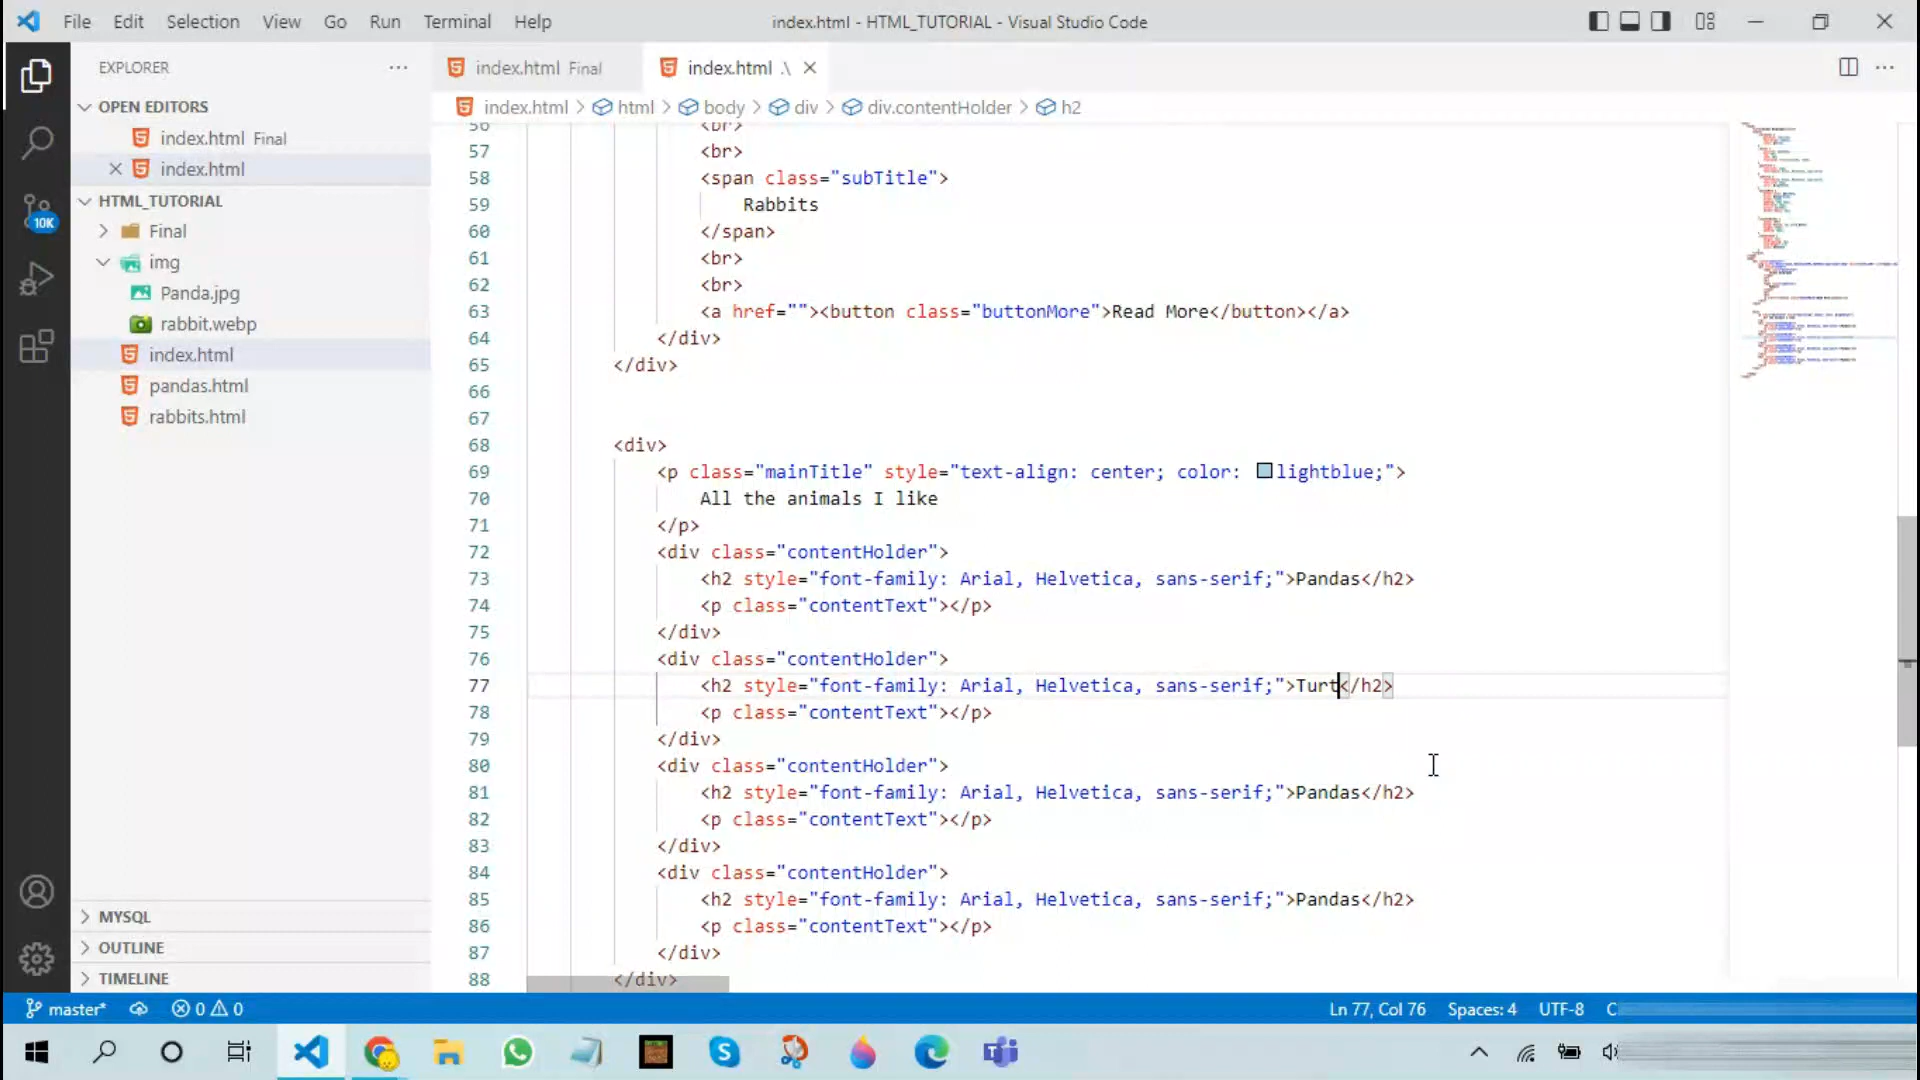 File Edit Selection View Go Run Terminal Help index.html - HTML_TUTORIAL - Visual Studio Code
EXPLORER
index.html Final
index.html .\
OPEN EDITORS
index.html > html > body > div > div.contentHolder > h2
index.html Final
index.html
HTML_TUTORIAL
Final
img
Panda.jpg
rabbit.webp
index.html
pandas.html
rabbits.html
MYSQL
OUTLINE
TIMELINE
10K
56 <br>
57 <br>
58 <span class="subTitle">
59 Rabbits
60 </span>
61 <br>
62 <br>
63 <a href=""><button class="buttonMore">Read More</button></a>
64 </div>
65 </div>
66
67
68 <div>
69 <p class="mainTitle" style="text-align: center; color: lightblue;">
70 All the animals I like
71 </p>
72 <div class="contentHolder">
73 <h2 style="font-family: Arial, Helvetica, sans-serif;">Pandas</h2>
74 <p class="contentText"></p>
75 </div>
76 <div class="contentHolder">
77 <h2 style="font-family: Arial, Helvetica, sans-serif;">Turt</h2>
78 <p class="contentText"></p>
79 </div>
80 <div class="contentHolder">
81 <h2 style="font-family: Arial, Helvetica, sans-serif;">Pandas</h2>
82 <p class="contentText"></p>
83 </div>
84 <div class="contentHolder">
85 <h2 style="font-family: Arial, Helvetica, sans-serif;">Pandas</h2>
86 <p class="contentText"></p>
87 </div>
88 </div>
master* 0 0 Ln 77, Col 76 Spaces: 4 UTF-8 C